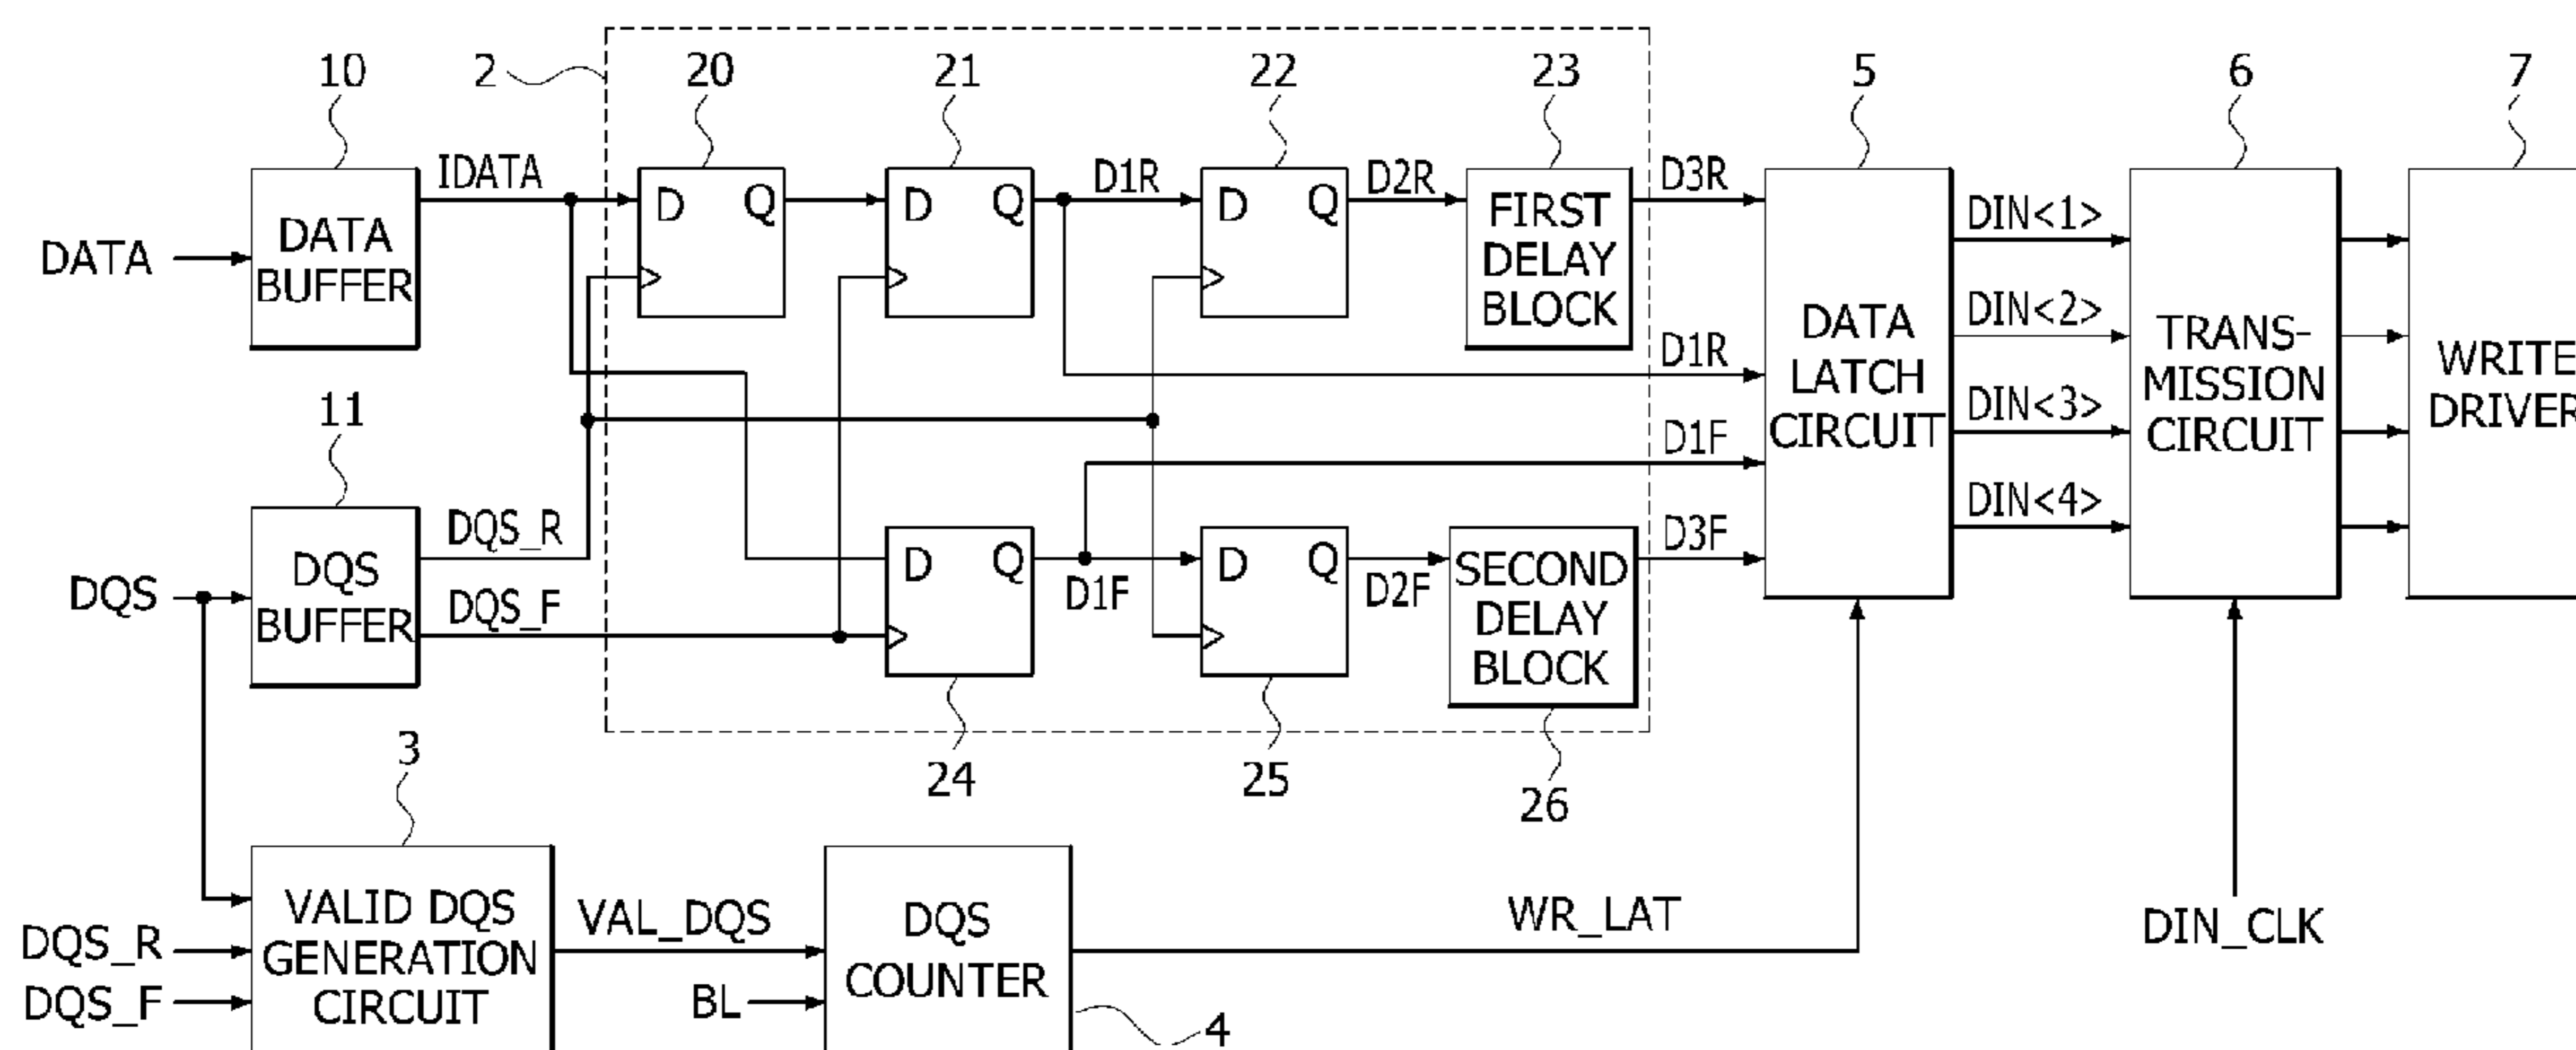 2
10
20
21
22
23
5
6
7
IDATA
D Q
D Q
D1R
D Q
D2R
FIRST
DELAY
BLOCK
D3R
DATA
DATA
BUFFER
D1R
DATA
LATCH
CIRCUIT
DIN<1>
DIN<2>
DIN<3>
DIN<4>
TRANS-
MISSION
CIRCUIT
WRITE
DRIVER
11
DQS
DQS
BUFFER
DQS_R
DQS_F
D1F
D Q
D1F
D Q
D2F
SECOND
DELAY
BLOCK
D3F
24
25
26
3
DQS_R
DQS_F
VALID DQS
GENERATION
CIRCUIT
VAL_DQS
BL
DQS
COUNTER
4
WR_LAT
DIN_CLK